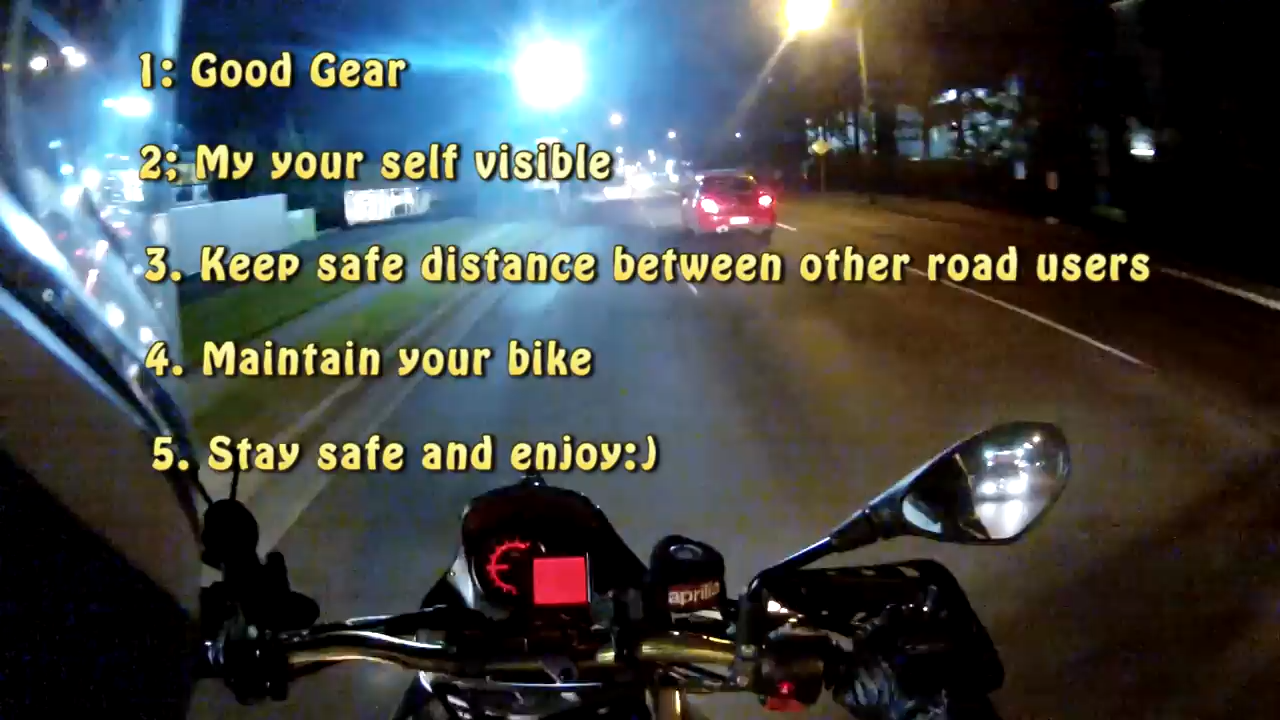 1: Good Gear
2; My your self visible
3. Keep safe distance between other road users
4. Maintain your bike
5. Stay safe and enjoy:)
aprilia